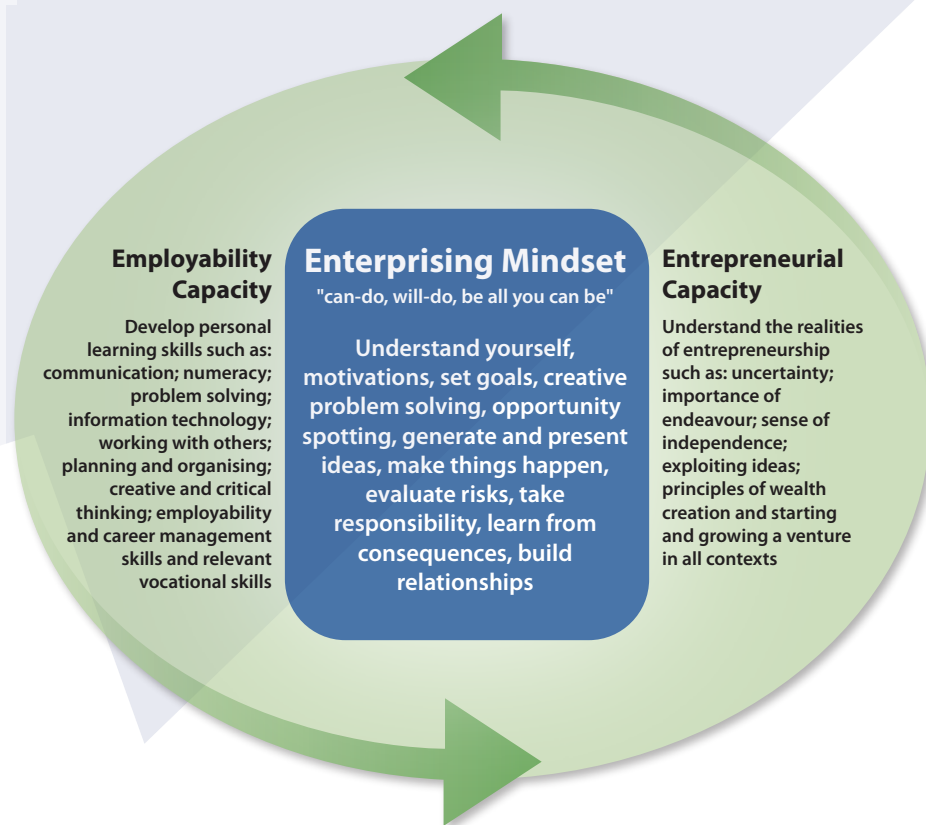 Employability
Capacity
Develop personal
learning skills such as:
communication; numeracy;
problem solving;
information technology;
working with others;
planning and organising;
creative and critical
thinking; employability
and career management
skills and relevant
vocational skills
Enterprising Mindset
"can-do, will-do, be all you can be"
Understand yourself,
motivations, set goals, creative
problem solving, opportunity
spotting, generate and present
ideas, make things happen,
evaluate risks, take
responsibility, learn from
consequences, build
relationships
Entrepreneurial
Capacity
Understand the realities
of entrepreneurship
such as: uncertainty;
importance of
endeavour; sense of
independence;
exploiting ideas;
principles of wealth
creation and starting
and growing a venture
in all contexts